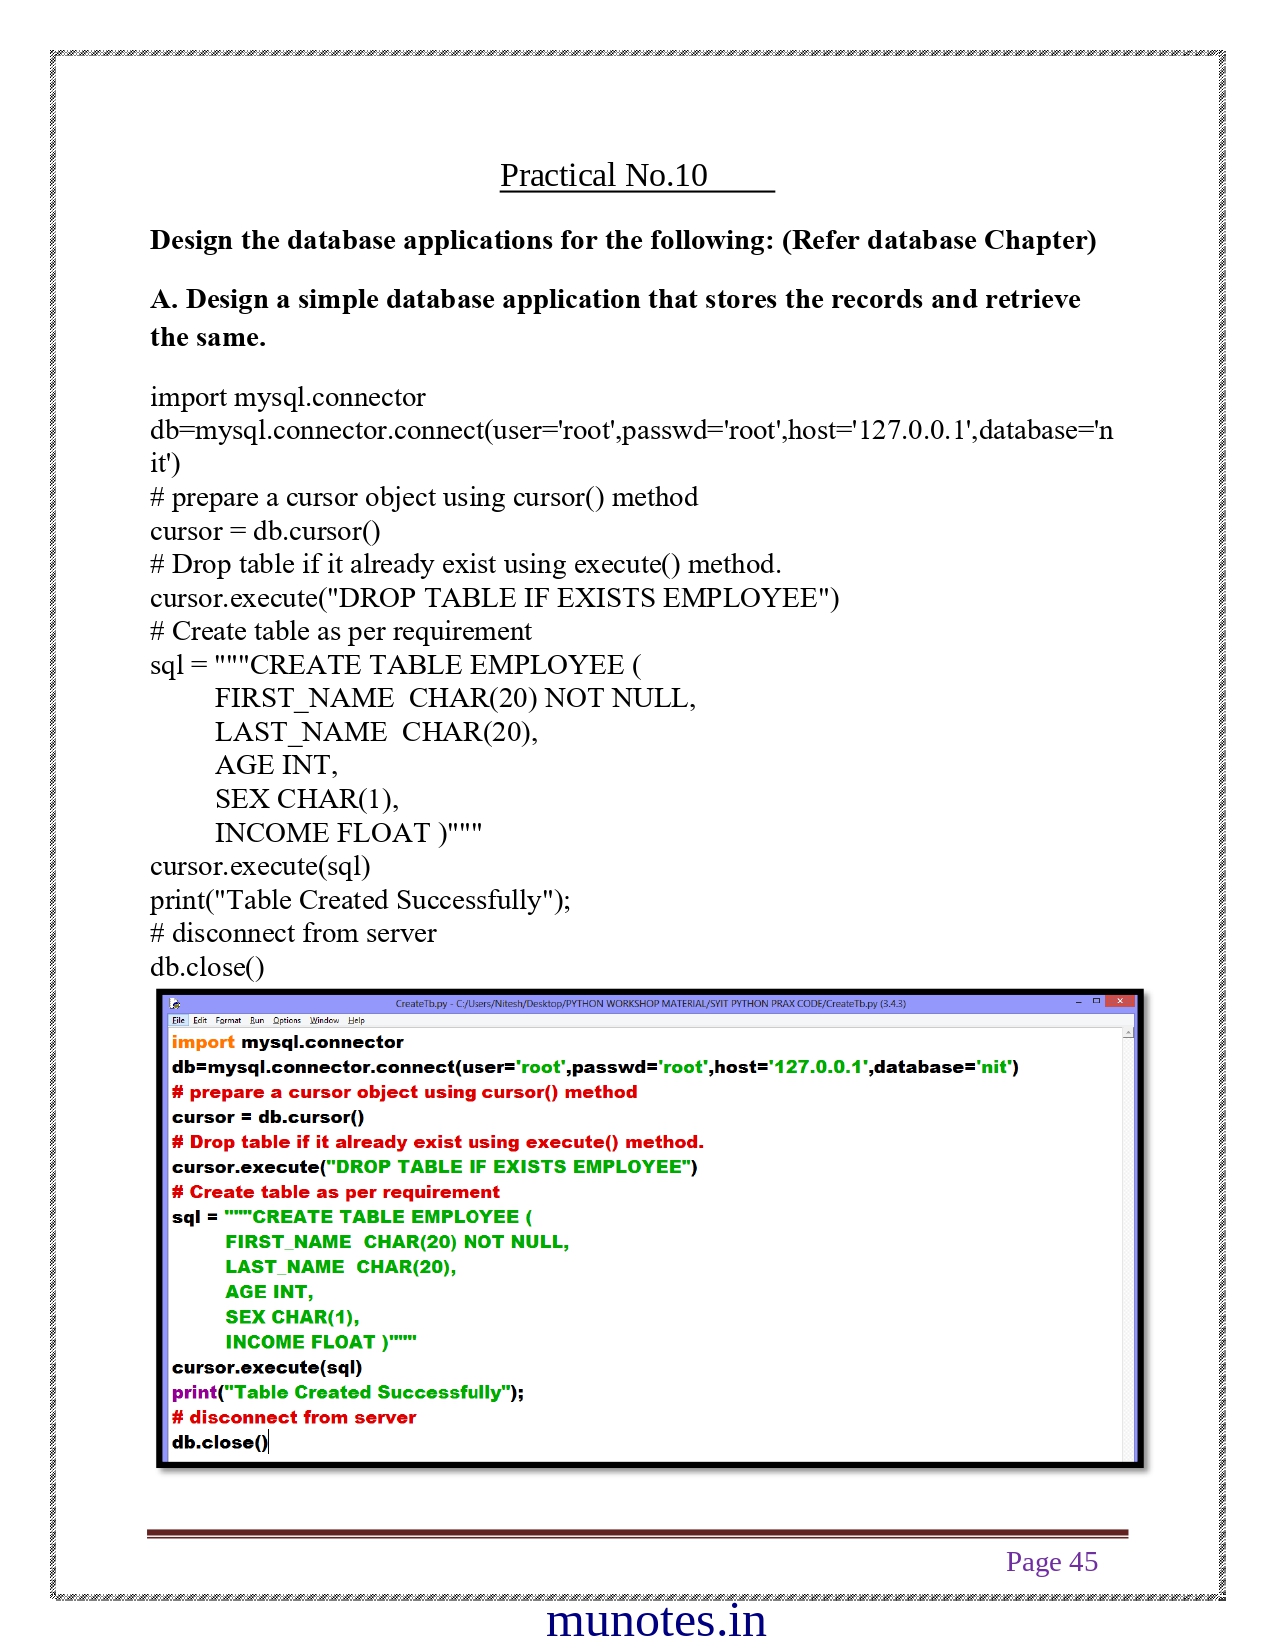 Practical No.10
Design the database applications for the following: (Refer database Chapter)
A. Design a simple database application that stores the records and retrieve
the same.
import mysql.connector
db=mysql.connector.connect(user='root',passwd='root',host='127.0.0.1',database='n
it')
# prepare a cursor object using cursor() method
cursor = db.cursor()
# Drop table if it already exist using execute() method.
cursor.execute("DROP TABLE IF EXISTS EMPLOYEE")
# Create table as per requirement
sql = """CREATE TABLE EMPLOYEE (
FIRST_NAME  CHAR(20) NOT NULL,
LAST_NAME  CHAR(20),
AGE INT,
SEX CHAR(1),
INCOME FLOAT )"""
cursor.execute(sql)
print("Table Created Successfully");
# disconnect from server
db.close()
CreateTb.py - C:/Users/Nitesh/Desktop/PYTHON WORKSHOP MATERIAL/SYIT PYTHON PRAX CODE/CreateTb.py (3.4.3)
File Edit Format Run Options Window Help
import mysql.connector
db=mysql.connector.connect(user='root',passwd='root',host='127.0.0.1',database='nit')
# prepare a cursor object using cursor() method
cursor = db.cursor()
# Drop table if it already exist using execute() method.
cursor.execute("DROP TABLE IF EXISTS EMPLOYEE")
# Create table as per requirement
sql = """CREATE TABLE EMPLOYEE (
FIRST_NAME  CHAR(20) NOT NULL,
LAST_NAME  CHAR(20),
AGE INT,
SEX CHAR(1),
INCOME FLOAT )"""
cursor.execute(sql)
print("Table Created Successfully");
# disconnect from server
db.close()
Page 45
munotes.in